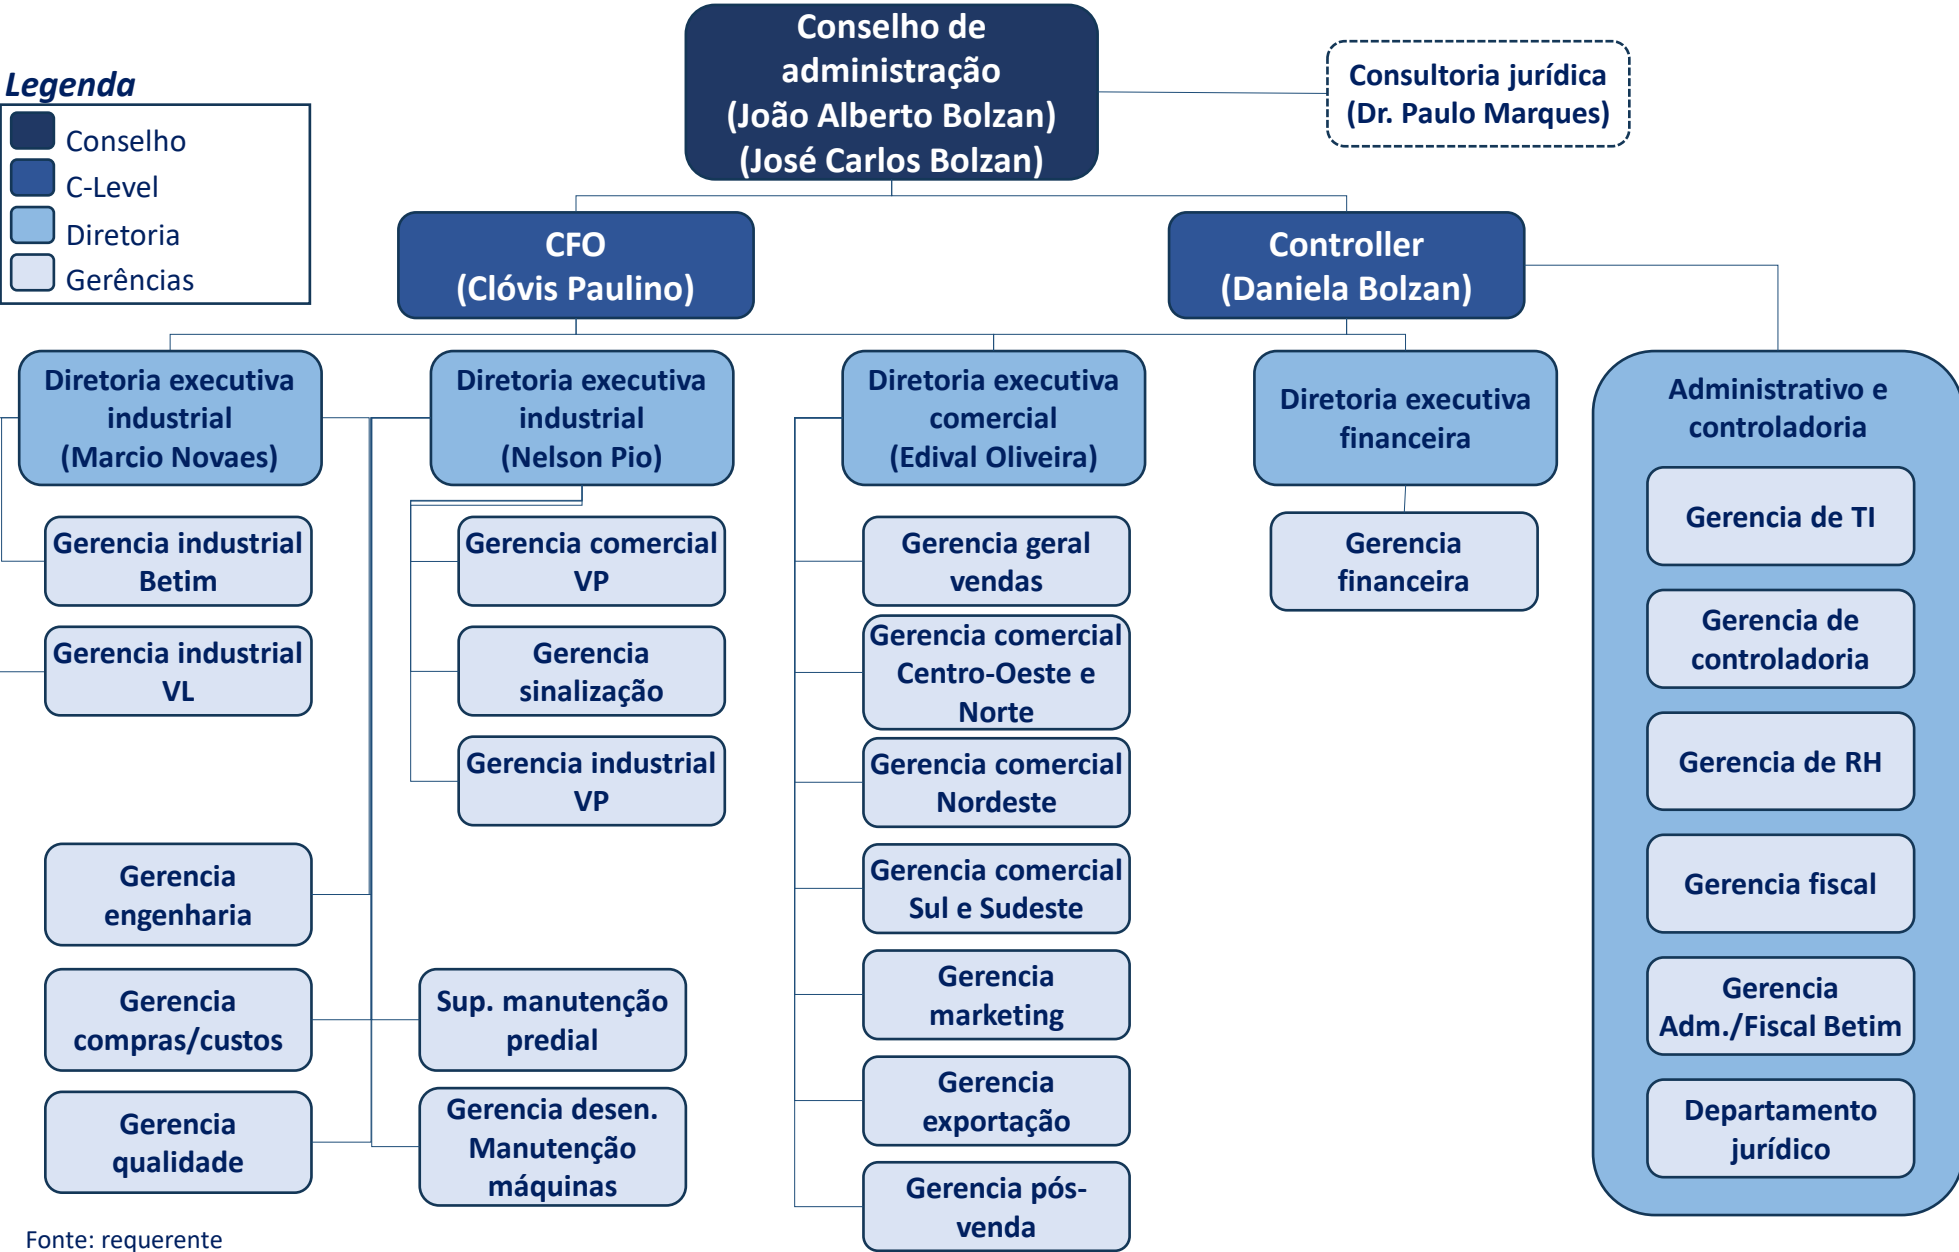 Conselho de
administração
(João Alberto Bolzan)
(José Carlos Bolzan)
Consultoria jurídica
(Dr. Paulo Marques)
Legenda
Conselho
C-Level
Diretoria
Gerências
CFO
(Clóvis Paulino)
Controller
(Daniela Bolzan)
Diretoria executiva
industrial
(Marcio Novaes)
Diretoria executiva
industrial
(Nelson Pio)
Diretoria executiva
comercial
(Edival Oliveira)
Diretoria executiva
financeira
Administrativo e
controladoria
Gerencia industrial
Betim
Gerencia industrial
VL
Gerencia
engenharia
Gerencia
compras/custos
Gerencia
qualidade
Gerencia comercial
VP
Gerencia
sinalização
Gerencia industrial
VP
Sup. manutenção
predial
Gerencia desen.
Manutenção
máquinas
Gerencia geral
vendas
Gerencia comercial
Centro-Oeste e
Norte
Gerencia comercial
Nordeste
Gerencia comercial
Sul e Sudeste
Gerencia
marketing
Gerencia
exportação
Gerencia pós-
venda
Gerencia
financeira
Gerencia de TI
Gerencia de
controladoria
Gerencia de RH
Gerencia fiscal
Gerencia
Adm./Fiscal Betim
Departamento
jurídico
Fonte: requerente